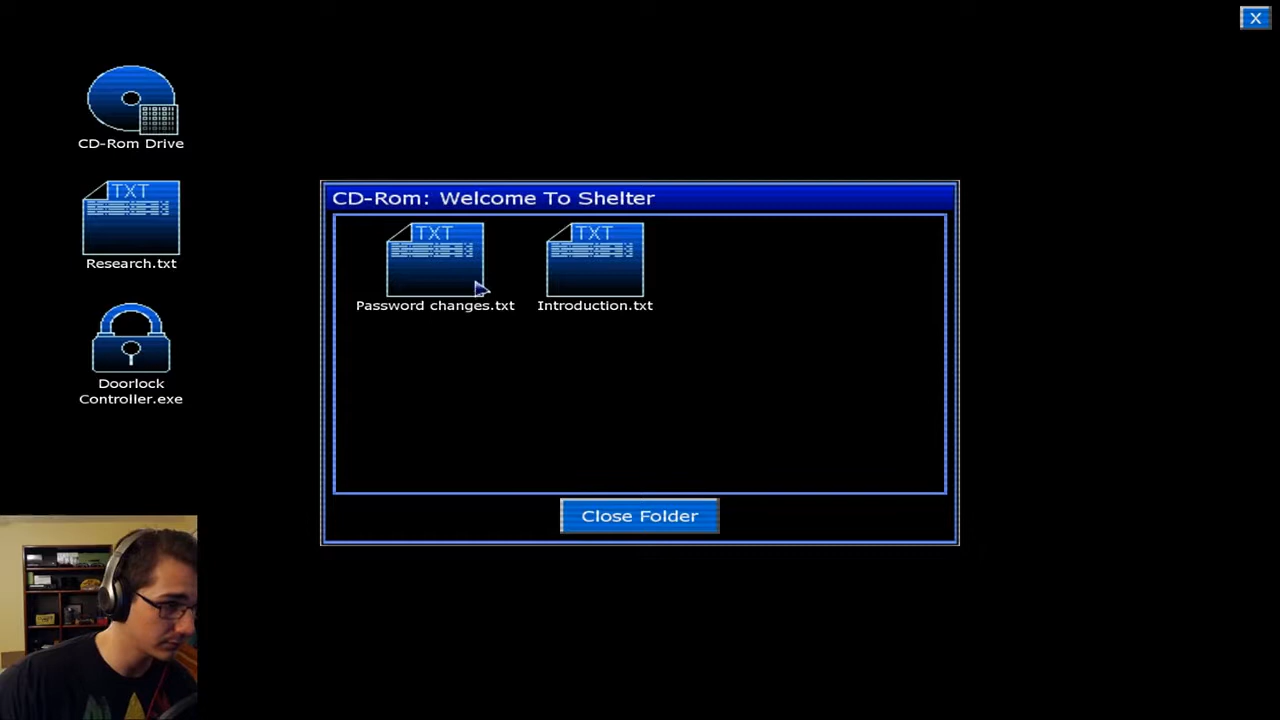 X
CD-Rom Drive
TXT
Research.txt
Doorlock
Controller.exe
CD-Rom: Welcome To Shelter
TXT
Password changes.txt
TXT
Introduction.txt
Close Folder